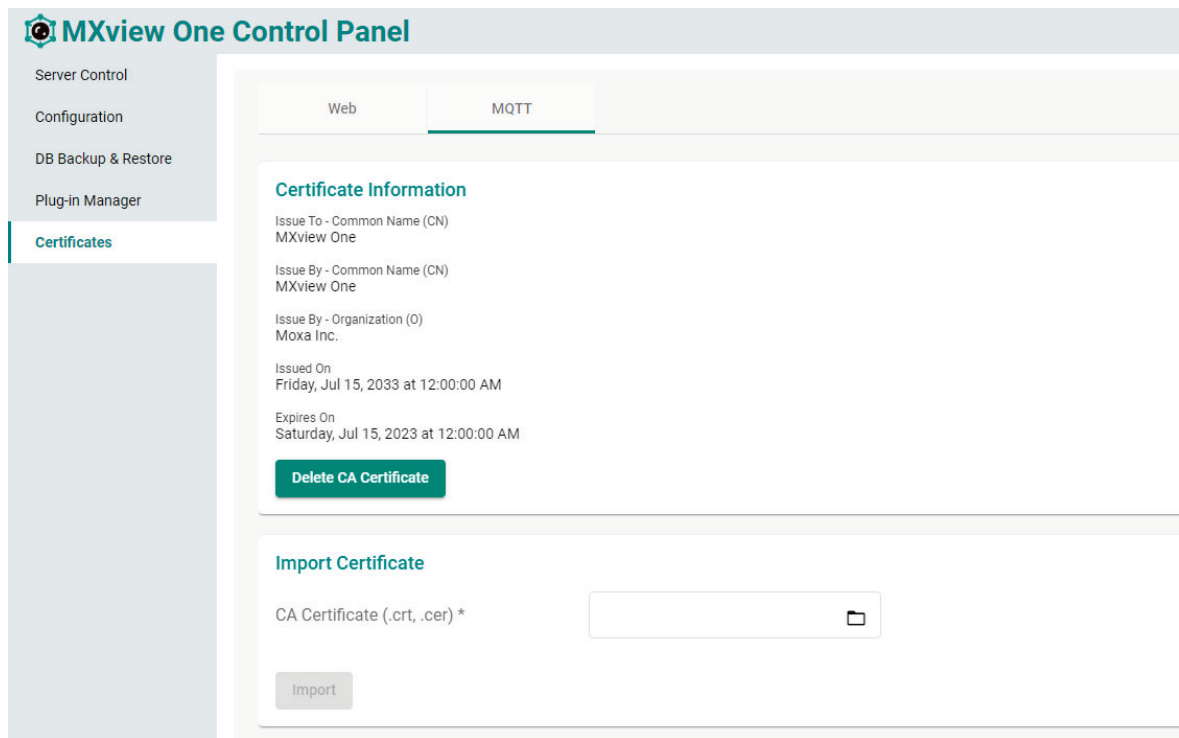 MXview One Control Panel
Server Control
Configuration
DB Backup & Restore
Plug-in Manager
Certificates
Web
MQTT
Certificate Information
Issue To - Common Name (CN)
MXview One
Issue By - Common Name (CN)
MXview One
Issue By - Organization (O)
Moxa Inc.
Issued On
Friday, Jul 15, 2033 at 12:00:00 AM
Expires On
Saturday, Jul 15, 2023 at 12:00:00 AM
Delete CA Certificate
Import Certificate
CA Certificate (.crt, .cer) *
Import